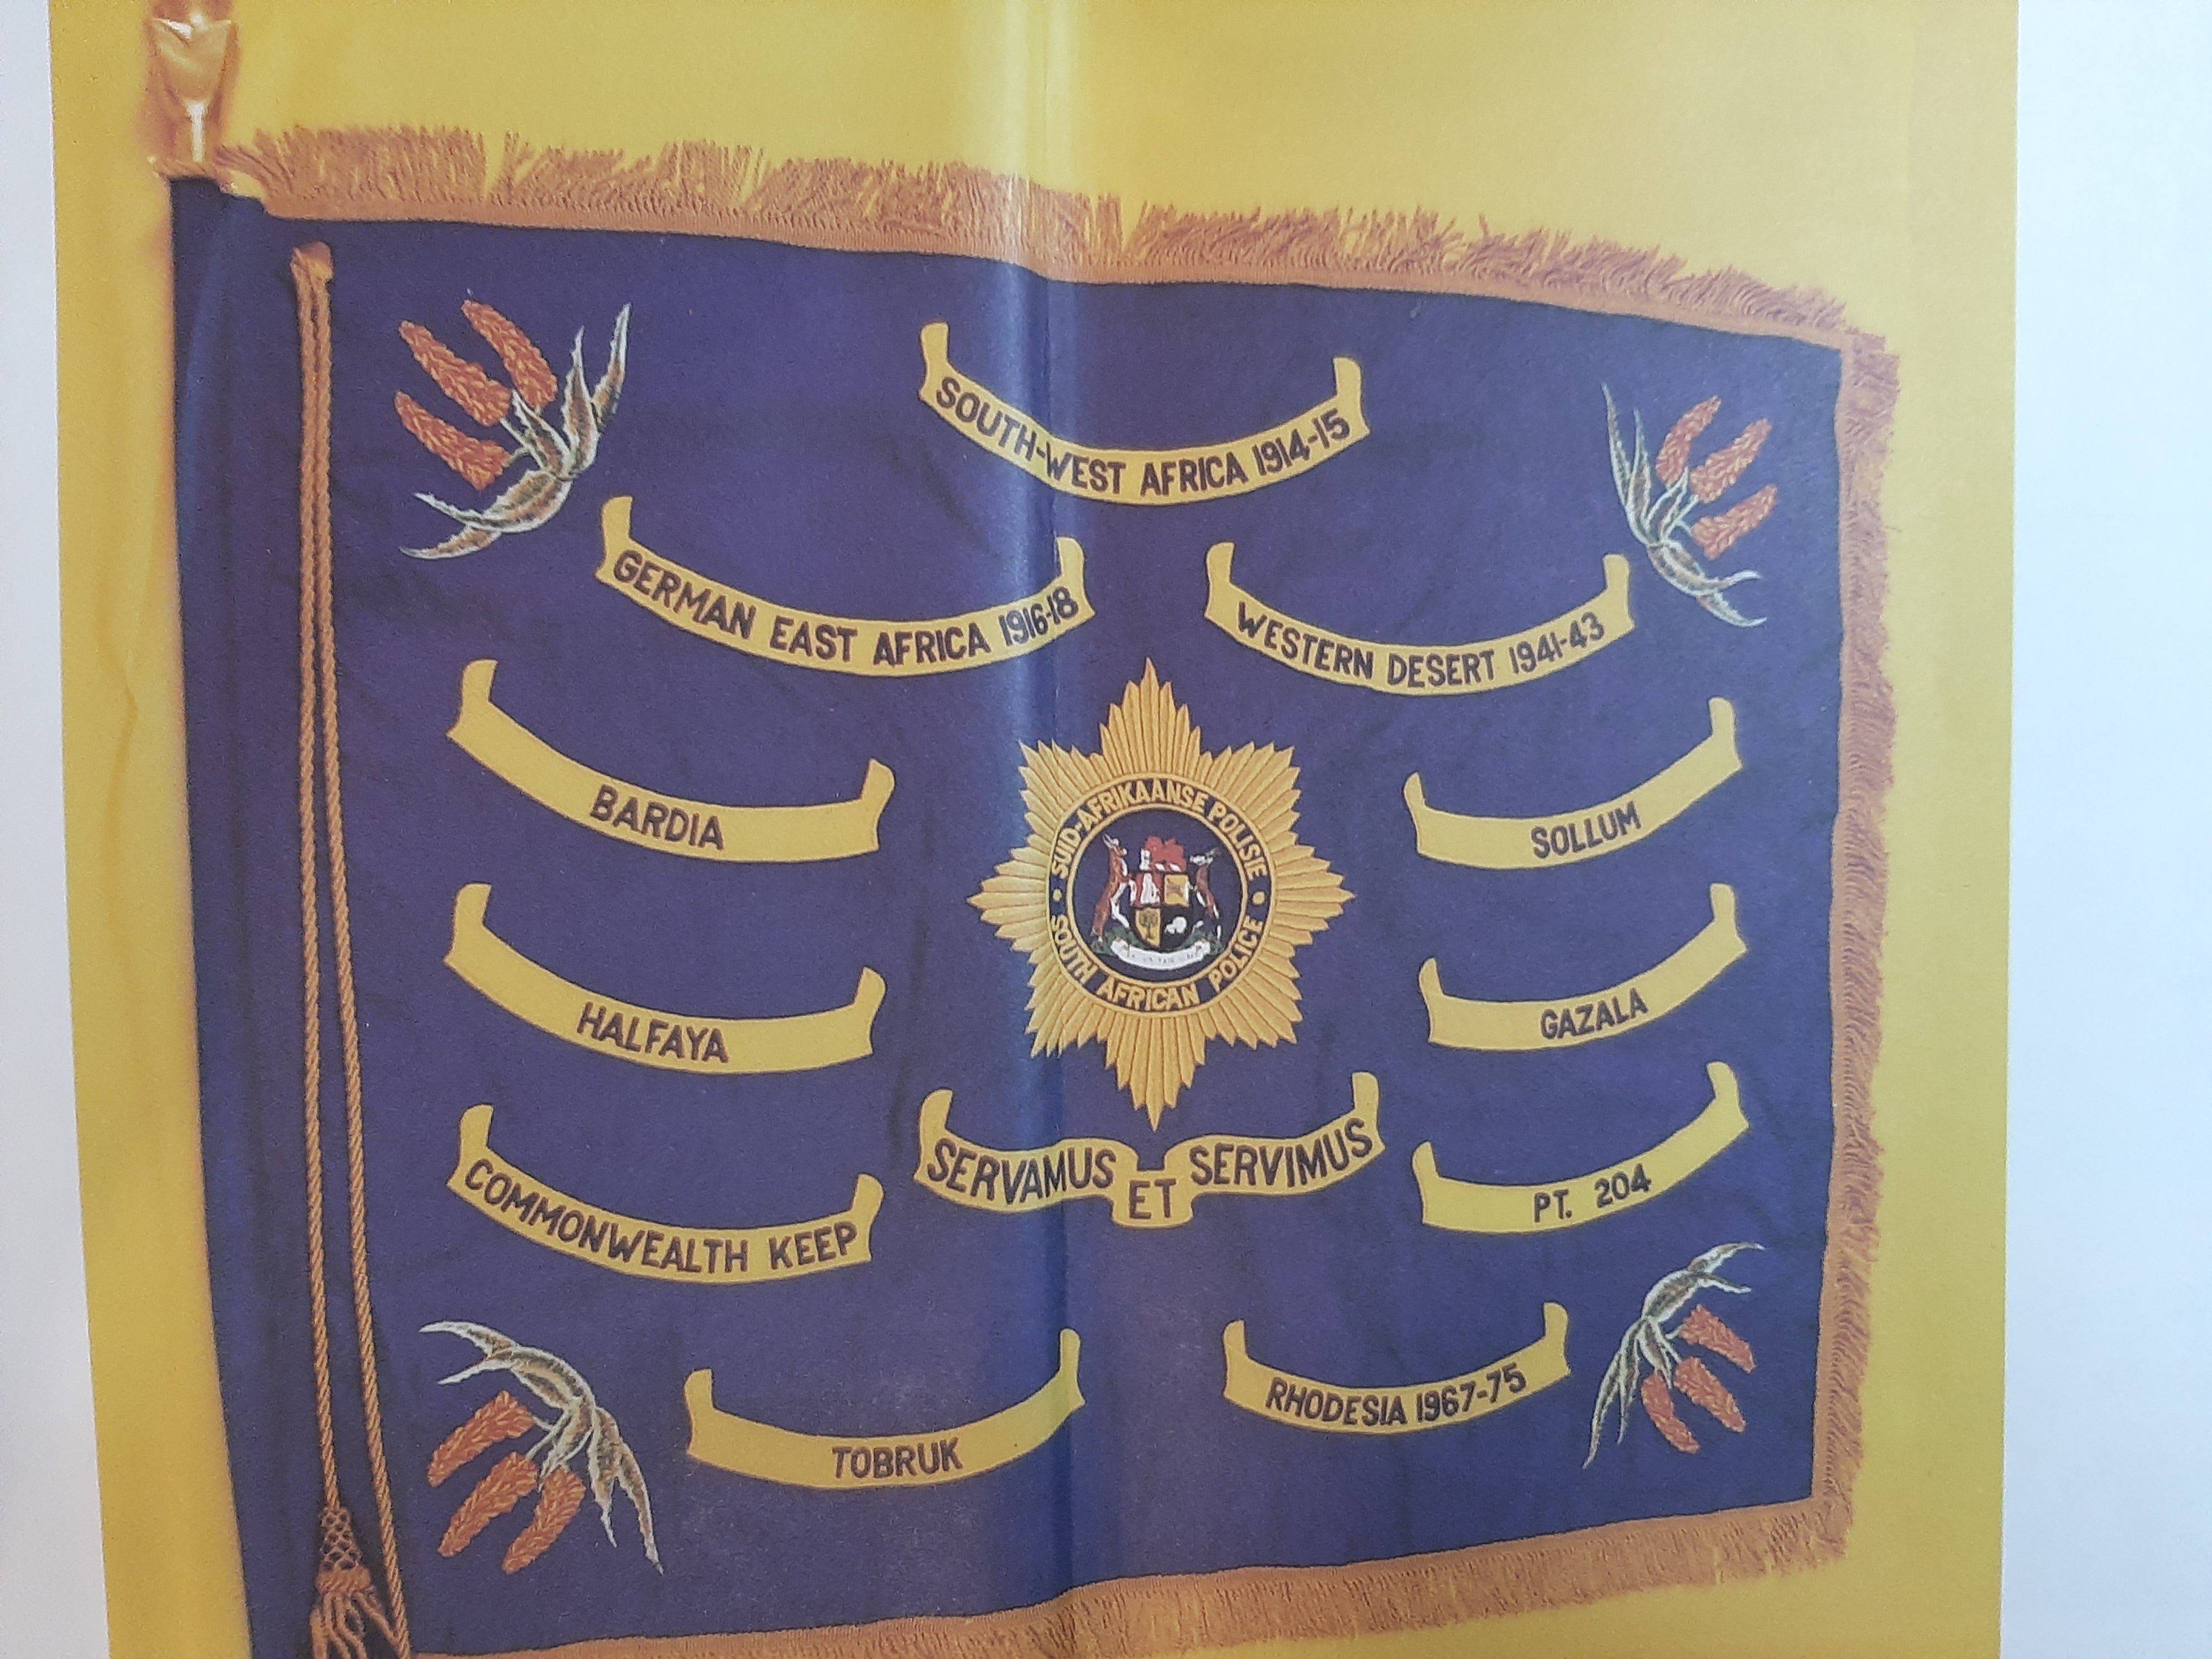 SOUTH-WEST AFRICA 1914-15
GERMAN EAST AFRICA 1916-18
WESTERN DESERT 1941-43
BARDIA
SOLLUM
SUID-AFRIKAANSE POLISIE
SOUTH AFRICAN POLICE
HALFAYA
GAZALA
COMMONWEALTH KEEP
SERVAMUS ET SERVIMUS
PT. 204
TOBRUK
RHODESIA 1967-75